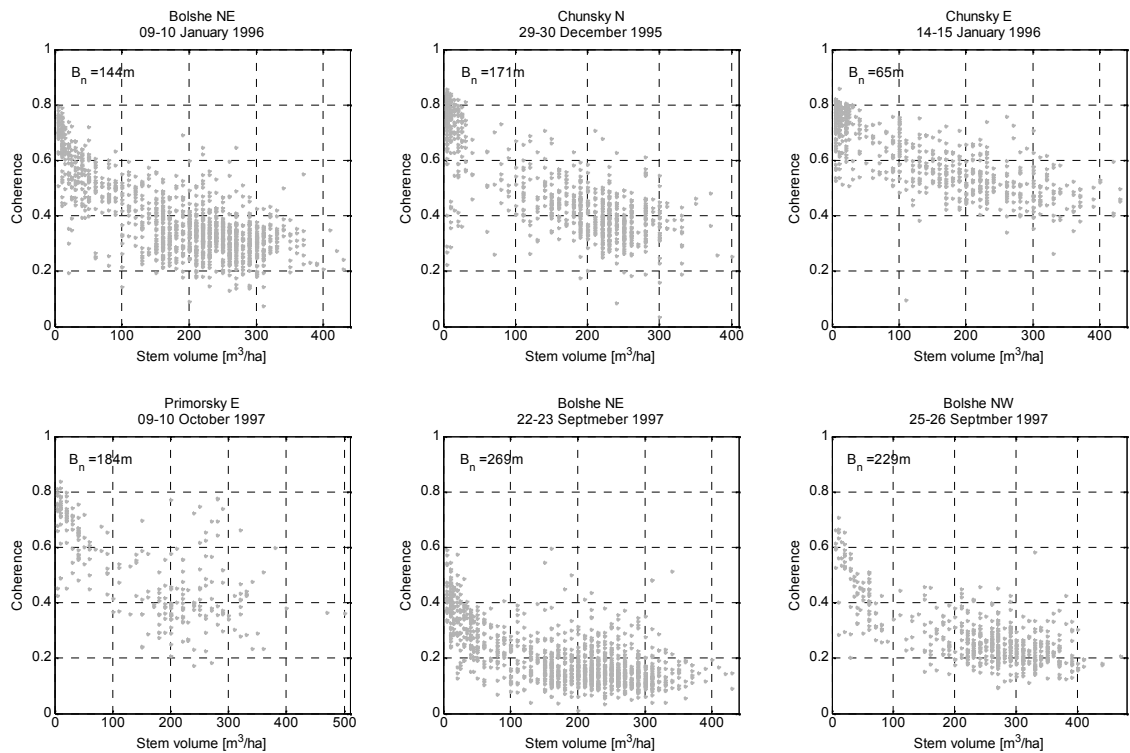 Bolshe NE
09-10 January 1996
B_n =144m
1
0.8
0.6
0.4
0.2
0
Coherence
0 100 200 300 400
Stem volume [m³/ha]
Chunsky N
29-30 December 1995
B_n =171m
1
0.8
0.6
0.4
0.2
0
Coherence
0 100 200 300 400
Stem volume [m³/ha]
Chunsky E
14-15 January 1996
B_n =65m
1
0.8
0.6
0.4
0.2
0
Coherence
0 100 200 300 400
Stem volume [m³/ha]
Primorsky E
09-10 October 1997
B_n =184m
1
0.8
0.6
0.4
0.2
0
Coherence
0 100 200 300 400 500
Stem volume [m³/ha]
Bolshe NE
22-23 Septmeber 1997
B_n =269m
1
0.8
0.6
0.4
0.2
0
Coherence
0 100 200 300 400
Stem volume [m³/ha]
Bolshe NW
25-26 Septmber 1997
B_n =229m
1
0.8
0.6
0.4
0.2
0
Coherence
0 100 200 300 400
Stem volume [m³/ha]